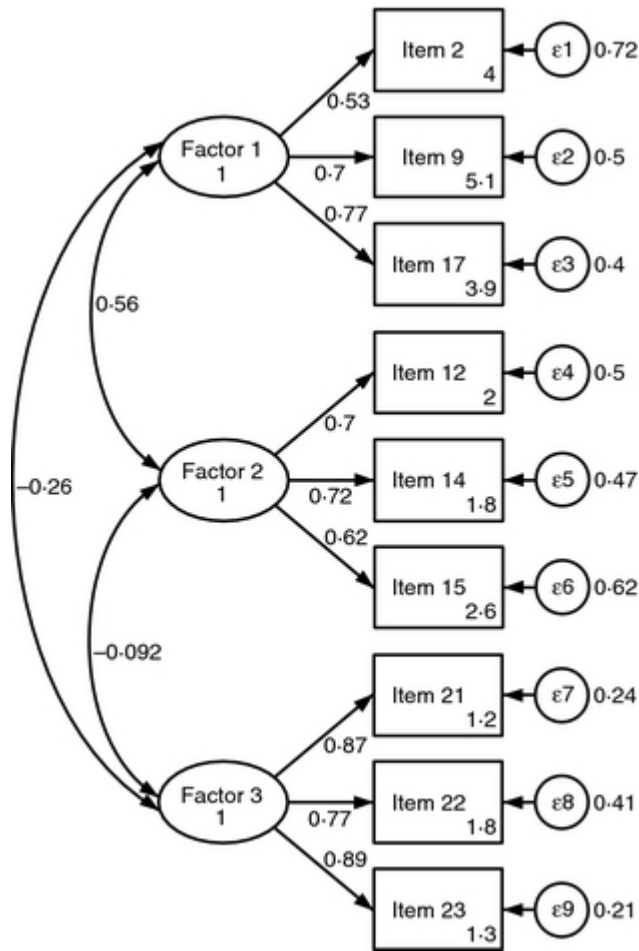 Item 2
4
ε1
0·72
0·53
Factor 1
1
Item 9
5·1
ε2
0·5
0·7
0·77
Item 17
3·9
ε3
0·4
0·56
Item 12
2
ε4
0·5
0·7
Factor 2
1
Item 14
1·8
ε5
0·47
0·72
–0·26
0·62
Item 15
2·6
ε6
0·62
–0·092
Item 21
1·2
ε7
0·24
0·87
Factor 3
1
Item 22
1·8
ε8
0·41
0·77
0·89
Item 23
1·3
ε9
0·21